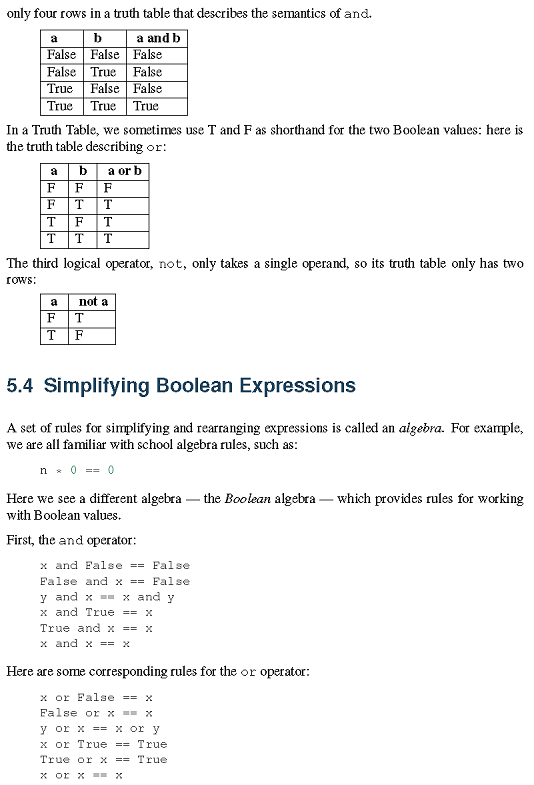 only four rows in a truth table that describes the semantics of and.
a b a and b
False False False
False True False
True False False
True True True
In a Truth Table, we sometimes use T and F as shorthand for the two Boolean values: here is
the truth table describing or:
a b a or b
F F F
F T T
T F T
T T T
The third logical operator, not, only takes a single operand, so its truth table only has two
rows:
a not a
F T
T F
5.4 Simplifying Boolean Expressions
A set of rules for simplifying and rearranging expressions is called an algebra. For example,
we are all familiar with school algebra rules, such as:
n * 0 == 0
Here we see a different algebra — the Boolean algebra — which provides rules for working
with Boolean values.
First, the and operator:
x and False == False
False and x == False
y and x == x and y
x and True == x
True and x == x
x and x == x
Here are some corresponding rules for the or operator:
x or False == x
False or x == x
y or x == x or y
x or True == True
True or x == True
x or x == x